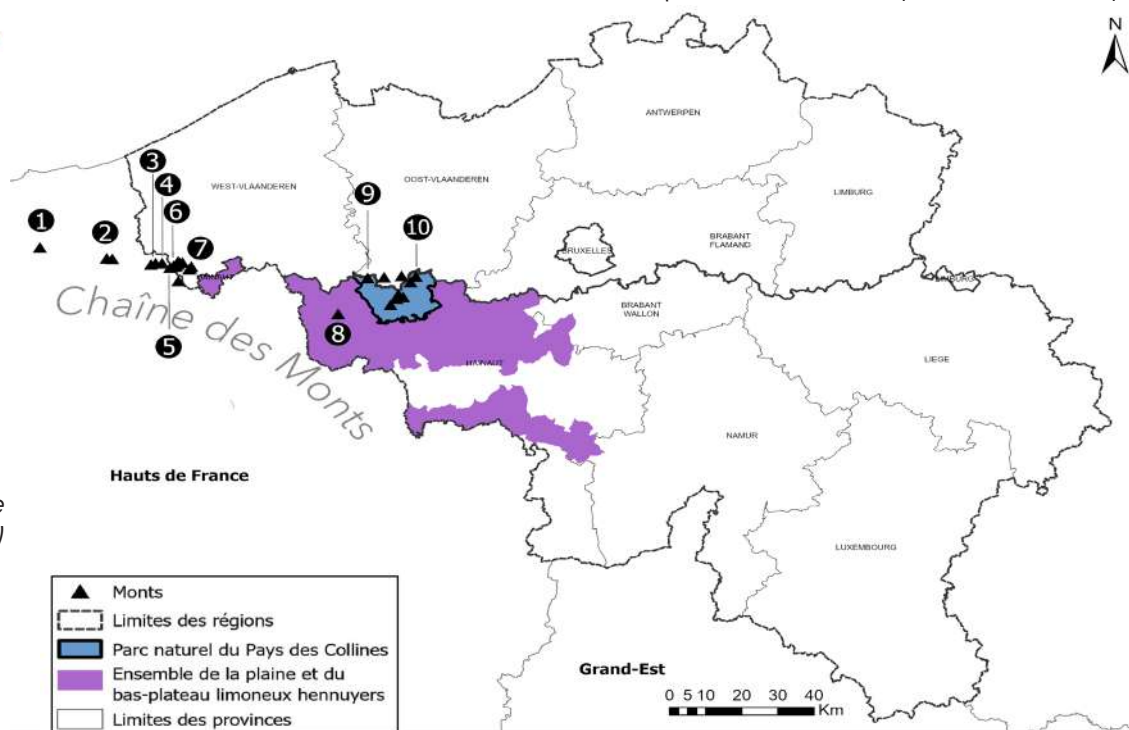 N
ANTWERPEN
3
4
WEST-VLAANDEREN
OOST-VLAANDEREN
LIMBURG
6
9
1
2
7
10
BRUXELLES
BRABANT
FLAMAND
Chaîne des Monts
5
8
BRABANT
WALLON
HAINAUT
LIEGE
NAMUR
Hauts de France
e
)
LUXEMBOURG
Monts
Limites des régions
Parc naturel du Pays des Collines
Ensemble de la plaine et du
bas-plateau limoneux hennuyers
Limites des provinces
Grand-Est
0 5 10 20 30 40
Km